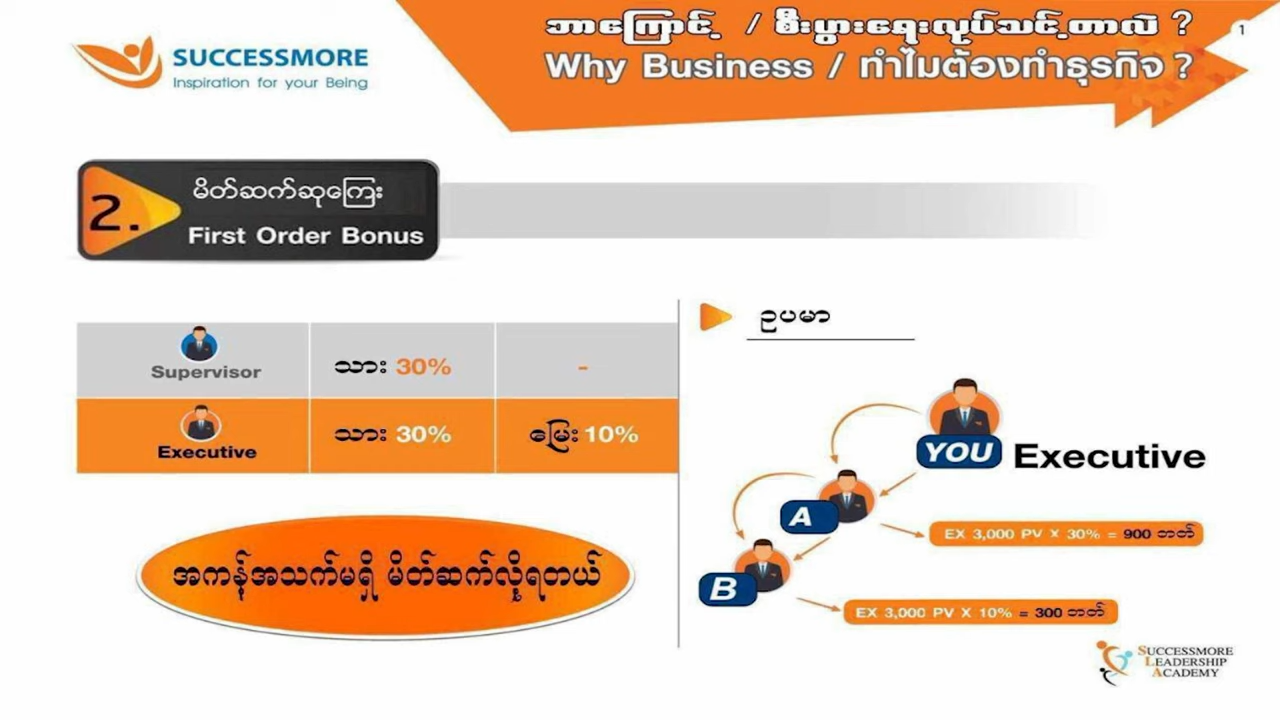 ဘာကြောင့် / စီးပွားရေးလုပ်သင့်တာလဲ ?
1
SUCCESSMORE
Inspiration for your Being
Why Business / ทำไมต้องทำธุรกิจ ?
2.
မိတ်ဆက်ဆုကြေး
First Order Bonus
ဥပမာ
Supervisor
သား 30%
-
Executive
သား 30%
မြေး 10%
YOU Executive
A
EX 3,000 PV X 30% = 900 ဘတ်
B
EX 3,000 PV X 10% = 300 ဘတ်
အကန့်အသက်မရှိ မိတ်ဆက်လို့ရတယ်
SUCCESSMORE
LEADERSHIP
ACADEMY